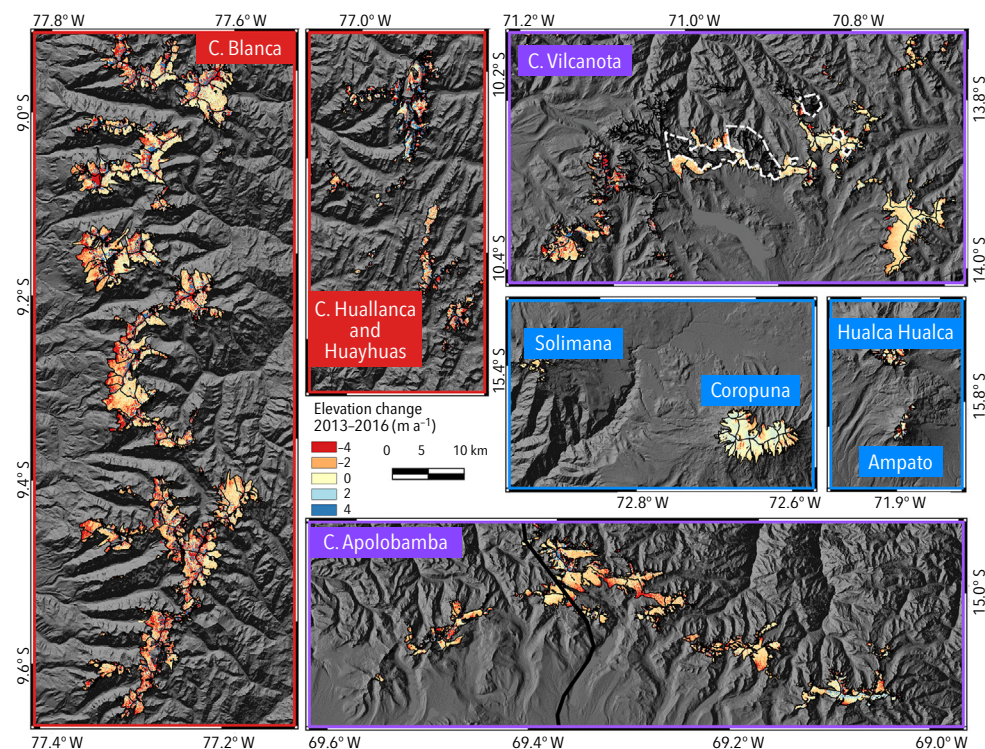 77.8° W
77.6° W
77.0° W
71.2° W
71.0° W
70.8° W
C. Blanca
C. Vilcanota
9.0° S
10.2° S
13.8° S
9.2° S
10.4° S
14.0° S
C. Huallanca
and
Huayhuas
Solimana
Hualca Hualca
15.4° S
Coropuna
15.8° S
Ampato
Elevation change
2013–2016 (m a⁻¹)
0 5 10 km
–4
–2
0
2
4
72.8° W
72.6° W
71.9° W
9.4° S
C. Apolobamba
15.0° S
9.6° S
77.4° W
77.2° W
69.6° W
69.4° W
69.2° W
69.0° W